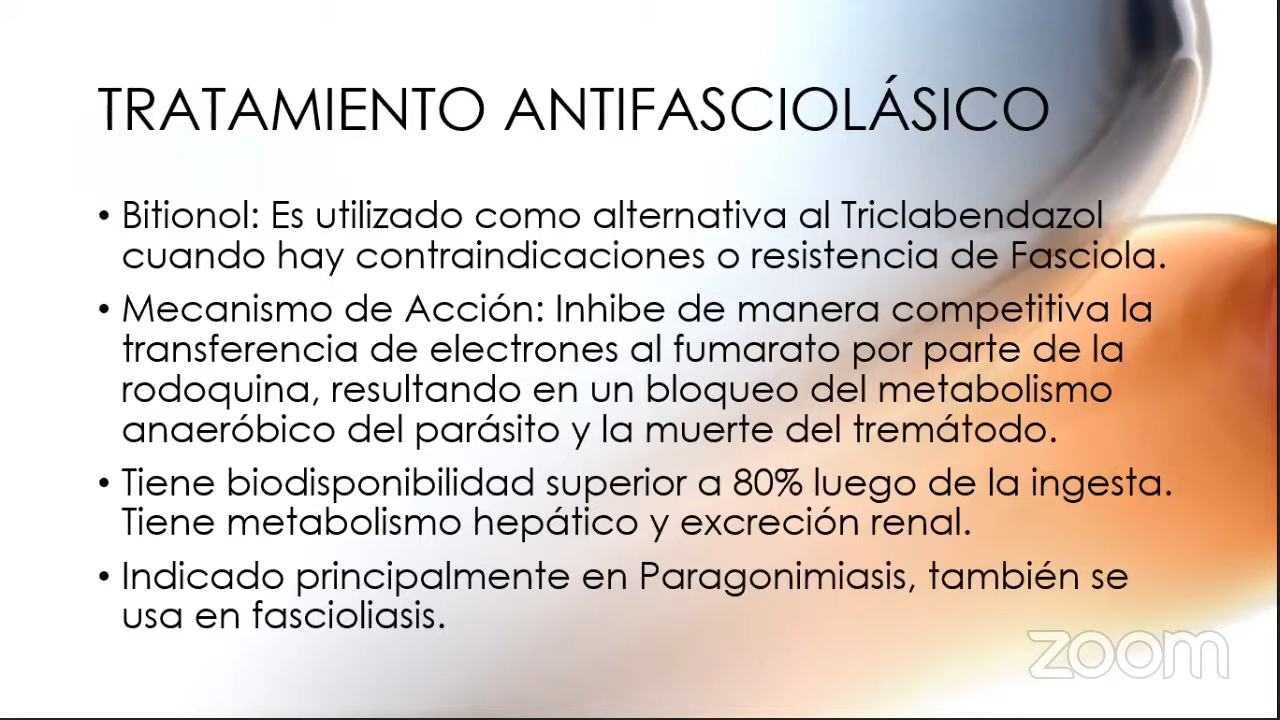 TRATAMIENTO ANTIFASCIOLÁSICO
• Bitionol: Es utilizado como alternativa al Triclabendazol
cuando hay contraindicaciones o resistencia de Fasciola.
• Mecanismo de Acción: Inhibe de manera competitiva la
transferencia de electrones al fumarato por parte de la
rodoquina, resultando en un bloqueo del metabolismo
anaeróbico del parásito y la muerte del tremátodo.
• Tiene biodisponibilidad superior a 80% luego de la ingesta.
Tiene metabolismo hepático y excreción renal.
• Indicado principalmente en Paragonimiasis, también se
usa en fascioliasis.
zoom